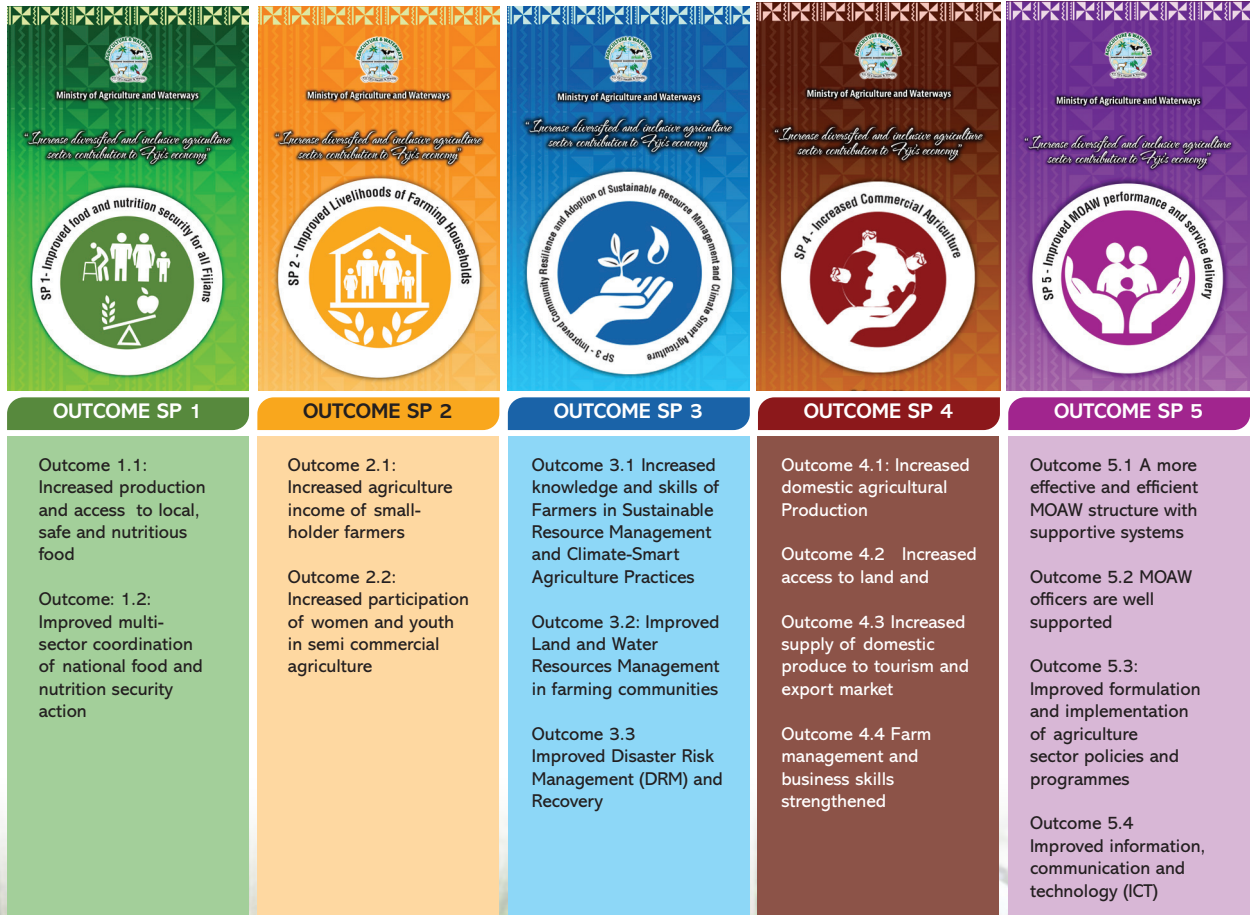 AGRICULTURE & WATERWAYS
Ministry of Agriculture and Waterways
"Increase diversified and inclusive agriculture
sector contribution to Fiji's economy"
SP 1- Improved food and nutrition security for all Fijians
OUTCOME SP 1
Outcome 1.1:
Increased production
and access to local,
safe and nutritious
food
Outcome: 1.2:
Improved multi-
sector coordination
of national food and
nutrition security
action
AGRICULTURE & WATERWAYS
Ministry of Agriculture and Waterways
"Increase diversified and inclusive agriculture
sector contribution to Fiji's economy"
SP 2 - Improved Livelihoods of Farming Households
OUTCOME SP 2
Outcome 2.1:
Increased agriculture
income of small-
holder farmers
Outcome 2.2:
Increased participation
of women and youth
in semi commercial
agriculture
AGRICULTURE & WATERWAYS
Ministry of Agriculture and Waterways
"Increase diversified and inclusive agriculture
sector contribution to Fiji's economy"
SP 3 - Improved Community Resilience and Adoption of Sustainable Resource Management and Climate Smart Agriculture
OUTCOME SP 3
Outcome 3.1 Increased
knowledge and skills of
Farmers in Sustainable
Resource Management
and Climate-Smart
Agriculture Practices
Outcome 3.2: Improved
Land and Water
Resources Management
in farming communities
Outcome 3.3
Improved Disaster Risk
Management (DRM) and
Recovery
AGRICULTURE & WATERWAYS
Ministry of Agriculture and Waterways
"Increase diversified and inclusive agriculture
sector contribution to Fiji's economy"
SP 4 - Increased Commercial Agriculture
OUTCOME SP 4
Outcome 4.1: Increased
domestic agricultural
Production
Outcome 4.2 Increased
access to land and
Outcome 4.3 Increased
supply of domestic
produce to tourism and
export market
Outcome 4.4 Farm
management and
business skills
strengthened
AGRICULTURE & WATERWAYS
Ministry of Agriculture and Waterways
"Increase diversified and inclusive agriculture
sector contribution to Fiji's economy"
SP 5 - Improved MOAW performance and service delivery
OUTCOME SP 5
Outcome 5.1 A more
effective and efficient
MOAW structure with
supportive systems
Outcome 5.2 MOAW
officers are well
supported
Outcome 5.3:
Improved formulation
and implementation
of agriculture
sector policies and
programmes
Outcome 5.4
Improved information,
communication and
technology (ICT)